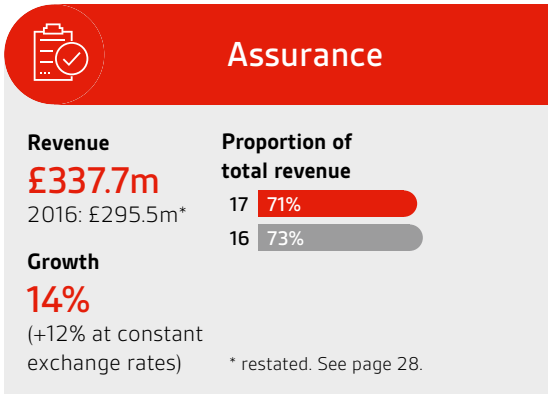 Assurance
Revenue
£337.7m
2016: £295.5m*
Growth
14%
(+12% at constant
exchange rates)
Proportion of
total revenue
17 71%
16 73%
* restated. See page 28.